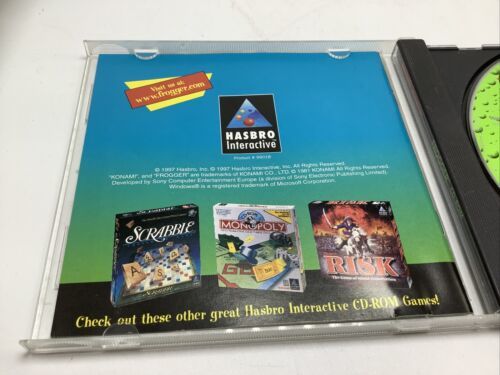 Visit us at:
www.frogger.com
HASBRO
Interactive
© 1997 Hasbro, Inc. © 1997 Hasbro Interactive, Inc. All Rights Reserved.
"KONAMI", and "FROGGER" are trademarks of KONAMI CO., LTD. © 1981 KONAMI All Rights Reserved.
Developed by Sony Computer Entertainment Europe (a division of Sony Electronic Publishing Limited).
Windows® is a registered trademark of Microsoft Corporation.
SCRABBLE
MONOPOLY
RISK
SCRABBLE
Check out these other great Hasbro Interactive CD-ROM Games!